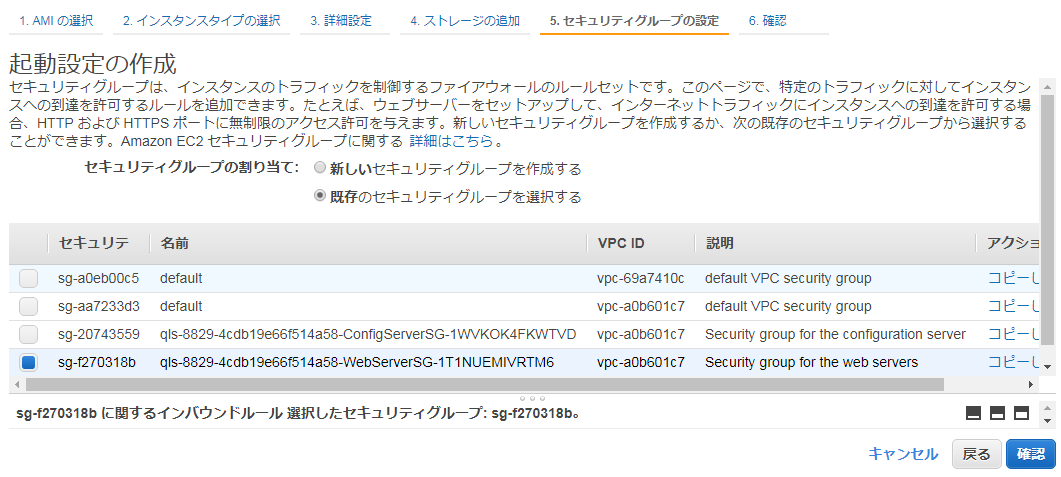 1. AMI の選択 2. インスタンスタイプの選択 3. 詳細設定 4. ストレージの追加 5. セキュリティグループの設定 6. 確認
起動設定の作成
セキュリティグループは、インスタンスのトラフィックを制御するファイアウォールのルールセットです。このページで、特定のトラフィックに対してインスタン
スへの到達を許可するルールを追加できます。たとえば、ウェブサーバーをセットアップして、インターネットトラフィックにインスタンスへの到達を許可する場
合、HTTP および HTTPS ポートに無制限のアクセス許可を与えます。新しいセキュリティグループを作成するか、次の既存のセキュリティグループから選択する
ことができます。Amazon EC2 セキュリティグループに関する 詳細はこちら。
セキュリティグループの割り当て: 新しいセキュリティグループを作成する
既存のセキュリティグループを選択する
セキュリテ 名前 VPC ID 説明 アクショ
sg-a0eb00c5 default vpc-69a7410c default VPC security group コピーし
sg-aa7233d3 default vpc-a0b601c7 default VPC security group コピーし
sg-20743559 qls-8829-4cdb19e66f514a58-ConfigServerSG-1WVKOK4FKWTVD vpc-a0b601c7 Security group for the configuration server コピーし
sg-f270318b qls-8829-4cdb19e66f514a58-WebServerSG-1T1NUEMIVRTM6 vpc-a0b601c7 Security group for the web servers コピーし
sg-f270318b に関するインバウンドルール 選択したセキュリティグループ: sg-f270318b。
キャンセル 戻る 確認